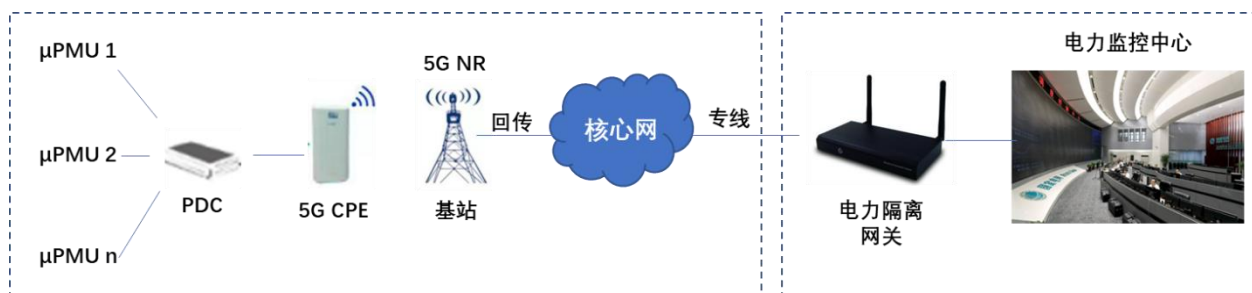 μPMU 1
μPMU 2
μPMU n
PDC
5G CPE
5G NR
基站
回传
核心网
专线
电力隔离
网关
电力监控中心